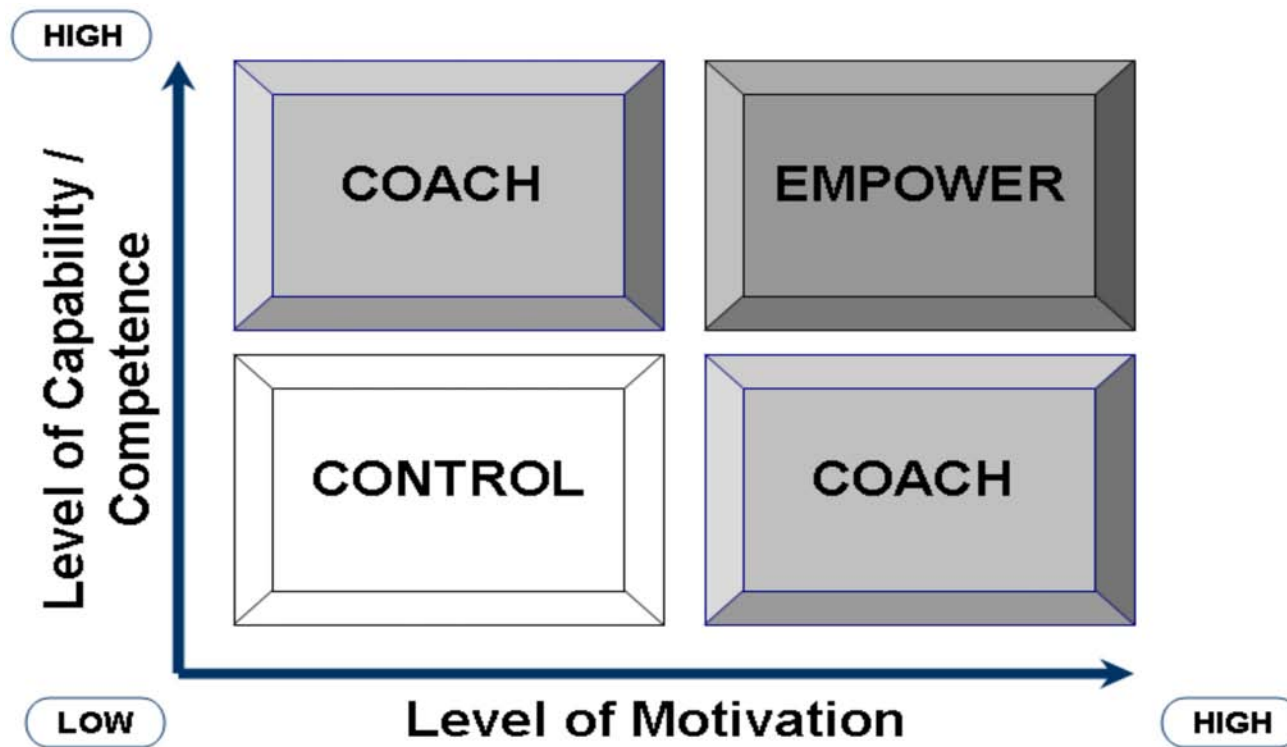 HIGH
Level of Capability /
Competence
COACH
EMPOWER
CONTROL
COACH
LOW
Level of Motivation
HIGH